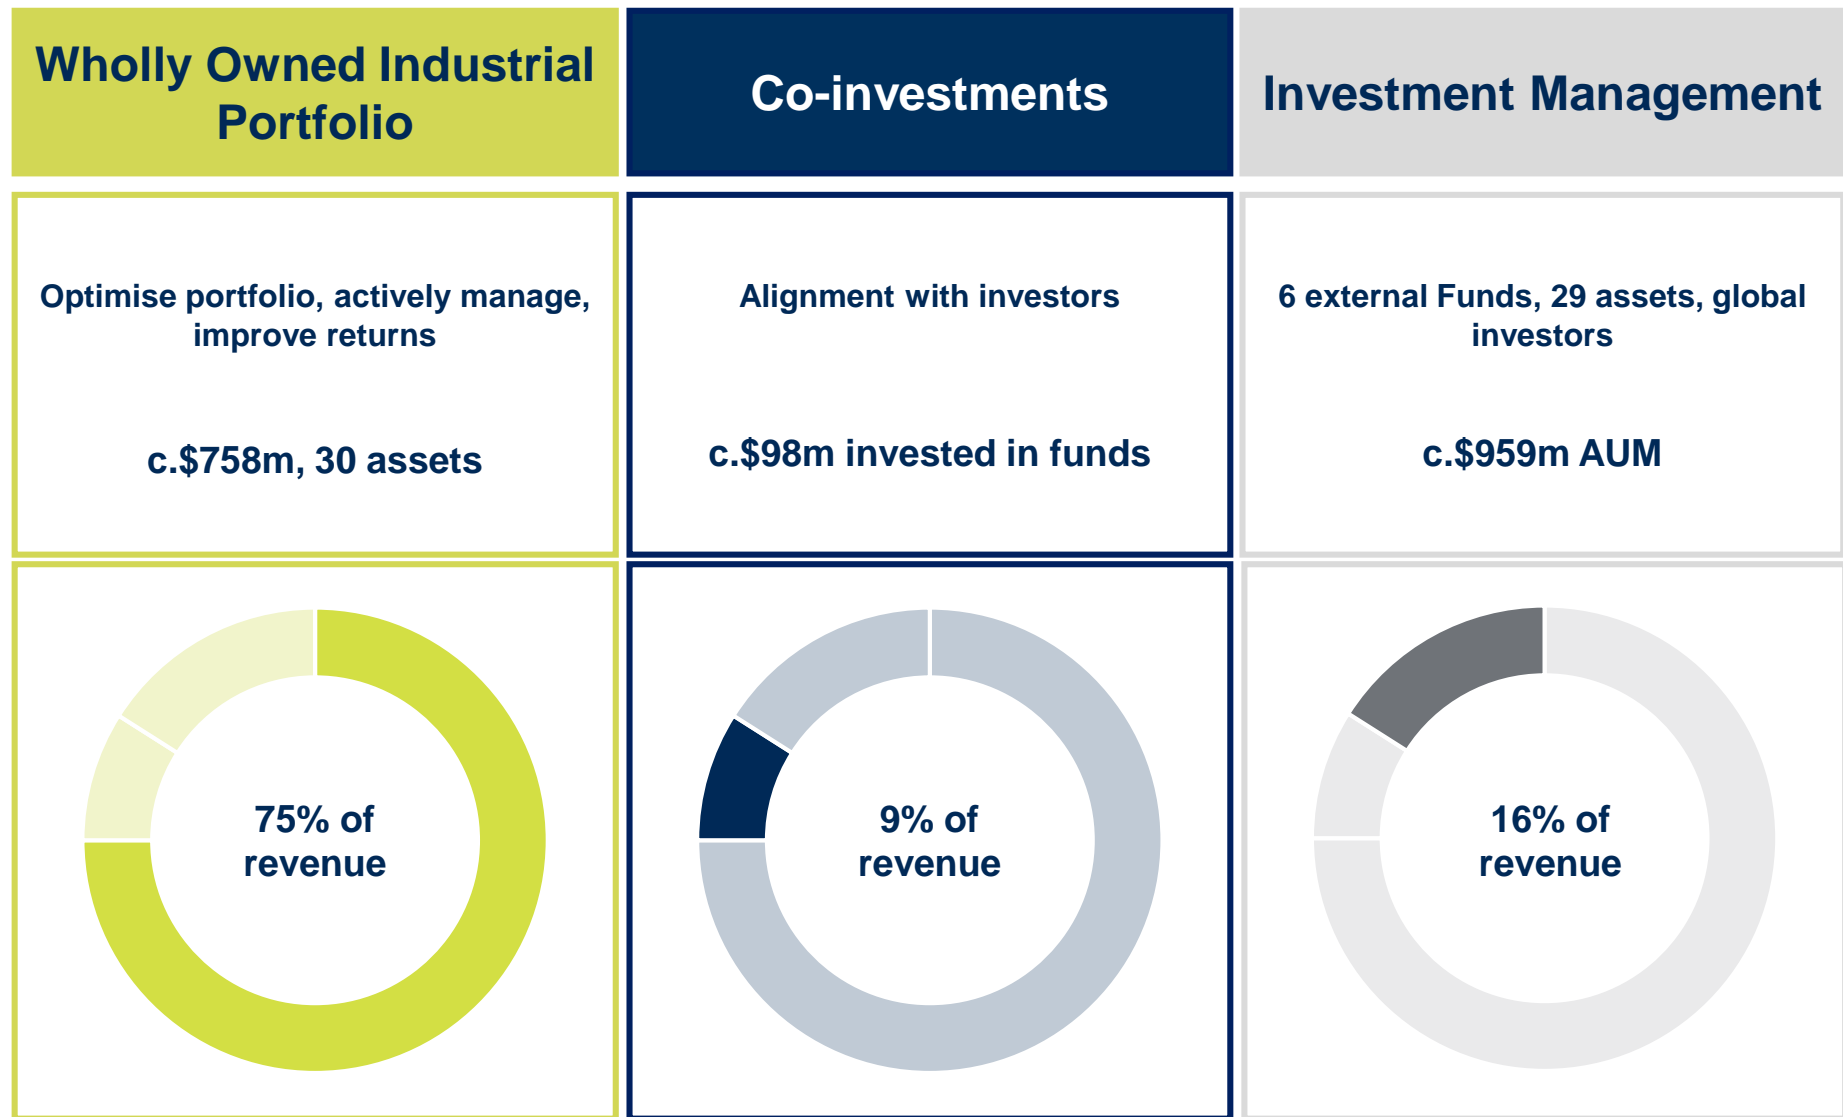 Wholly Owned Industrial
Portfolio
Co-investments
Investment Management
Optimise portfolio, actively manage,
improve returns
c.$758m, 30 assets
Alignment with investors
c.$98m invested in funds
6 external Funds, 29 assets, global
investors
c.$959m AUM
75% of
revenue
9% of
revenue
16% of
revenue